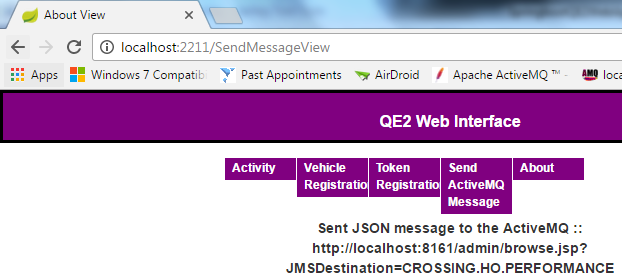 About View
localhost:2211/SendMessageView
Apps Windows 7 Compatib Past Appointments AirDroid Apache ActiveMQ ™ - AMQ loca
QE2 Web Interface
Activity Vehicle Token Send About
Registration Registration ActiveMQ
Message
Sent JSON message to the ActiveMQ ::
http://localhost:8161/admin/browse.jsp?
JMSDestination=CROSSING.HO.PERFORMANCE